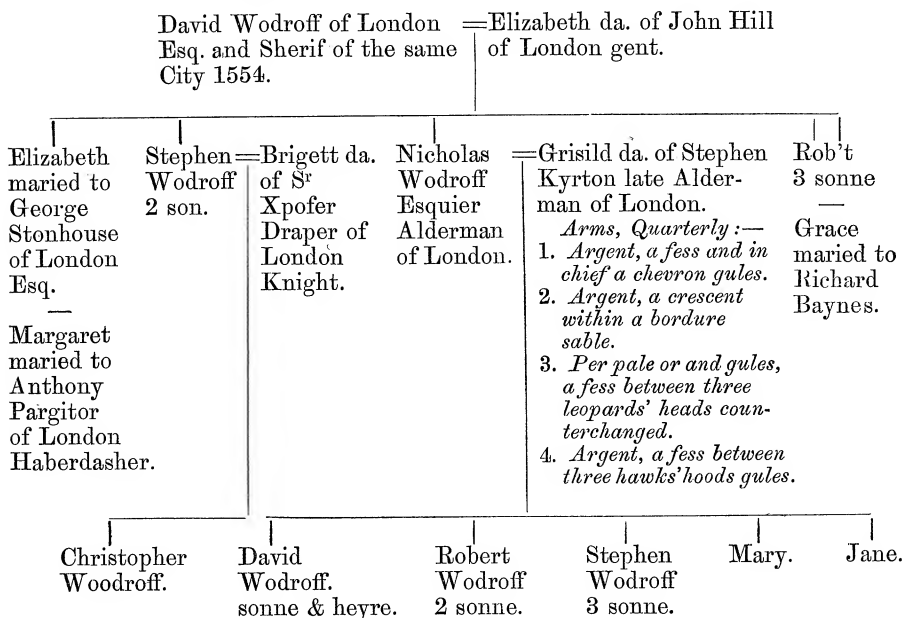 David Wodroff of London
Esq. and Sherif of the same
City 1554.
=Elizabeth da. of John Hill
of London gent.
Elizabeth
maried to
George
Stonhouse
of London
Esq.
—
Margaret
maried to
Anthony
Pargitor
of London
Haberdasher.
Stephen
Wodroff
2 son.
=Brigett da.
of Sr
Xpofer
Draper of
London
Knight.
Nicholas
Wodroff
Esquier
Alderman
of London.
=Grisild da. of Stephen
Kyrton late Alder-
man of London.
Arms, Quarterly :—
1. Argent, a fess and in
chief a chevron gules.
2. Argent, a crescent
within a bordure
sable.
3. Per pale or and gules,
a fess between three
leopards' heads coun-
terchanged.
4. Argent, a fess between
three hawks' hoods gules.
Rob't
3 sonne
—
Grace
maried to
Richard
Baynes.
Christopher
Woodroff.
David
Wodroff.
sonne & heyre.
Robert
Wodroff
2 sonne.
Stephen
Wodroff
3 sonne.
Mary.
Jane.